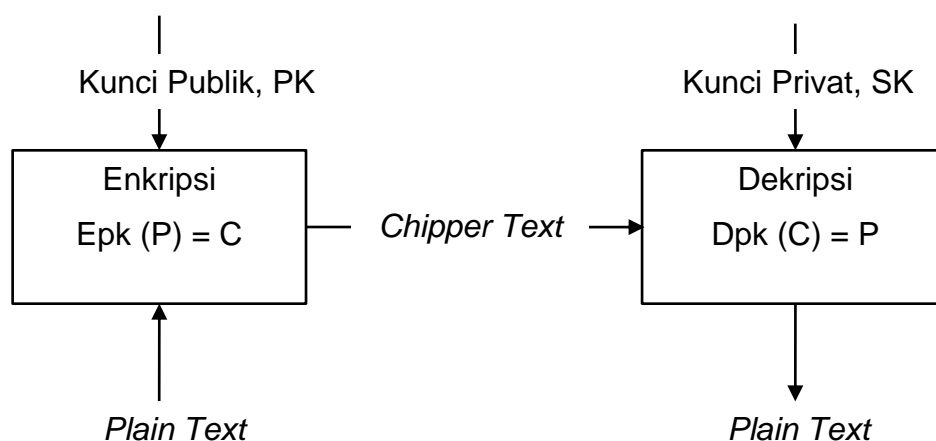 Kunci Publik, PK
Kunci Privat, SK
Enkripsi
Epk (P) = C
Chipper Text
Dekripsi
Dpk (C) = P
Plain Text
Plain Text